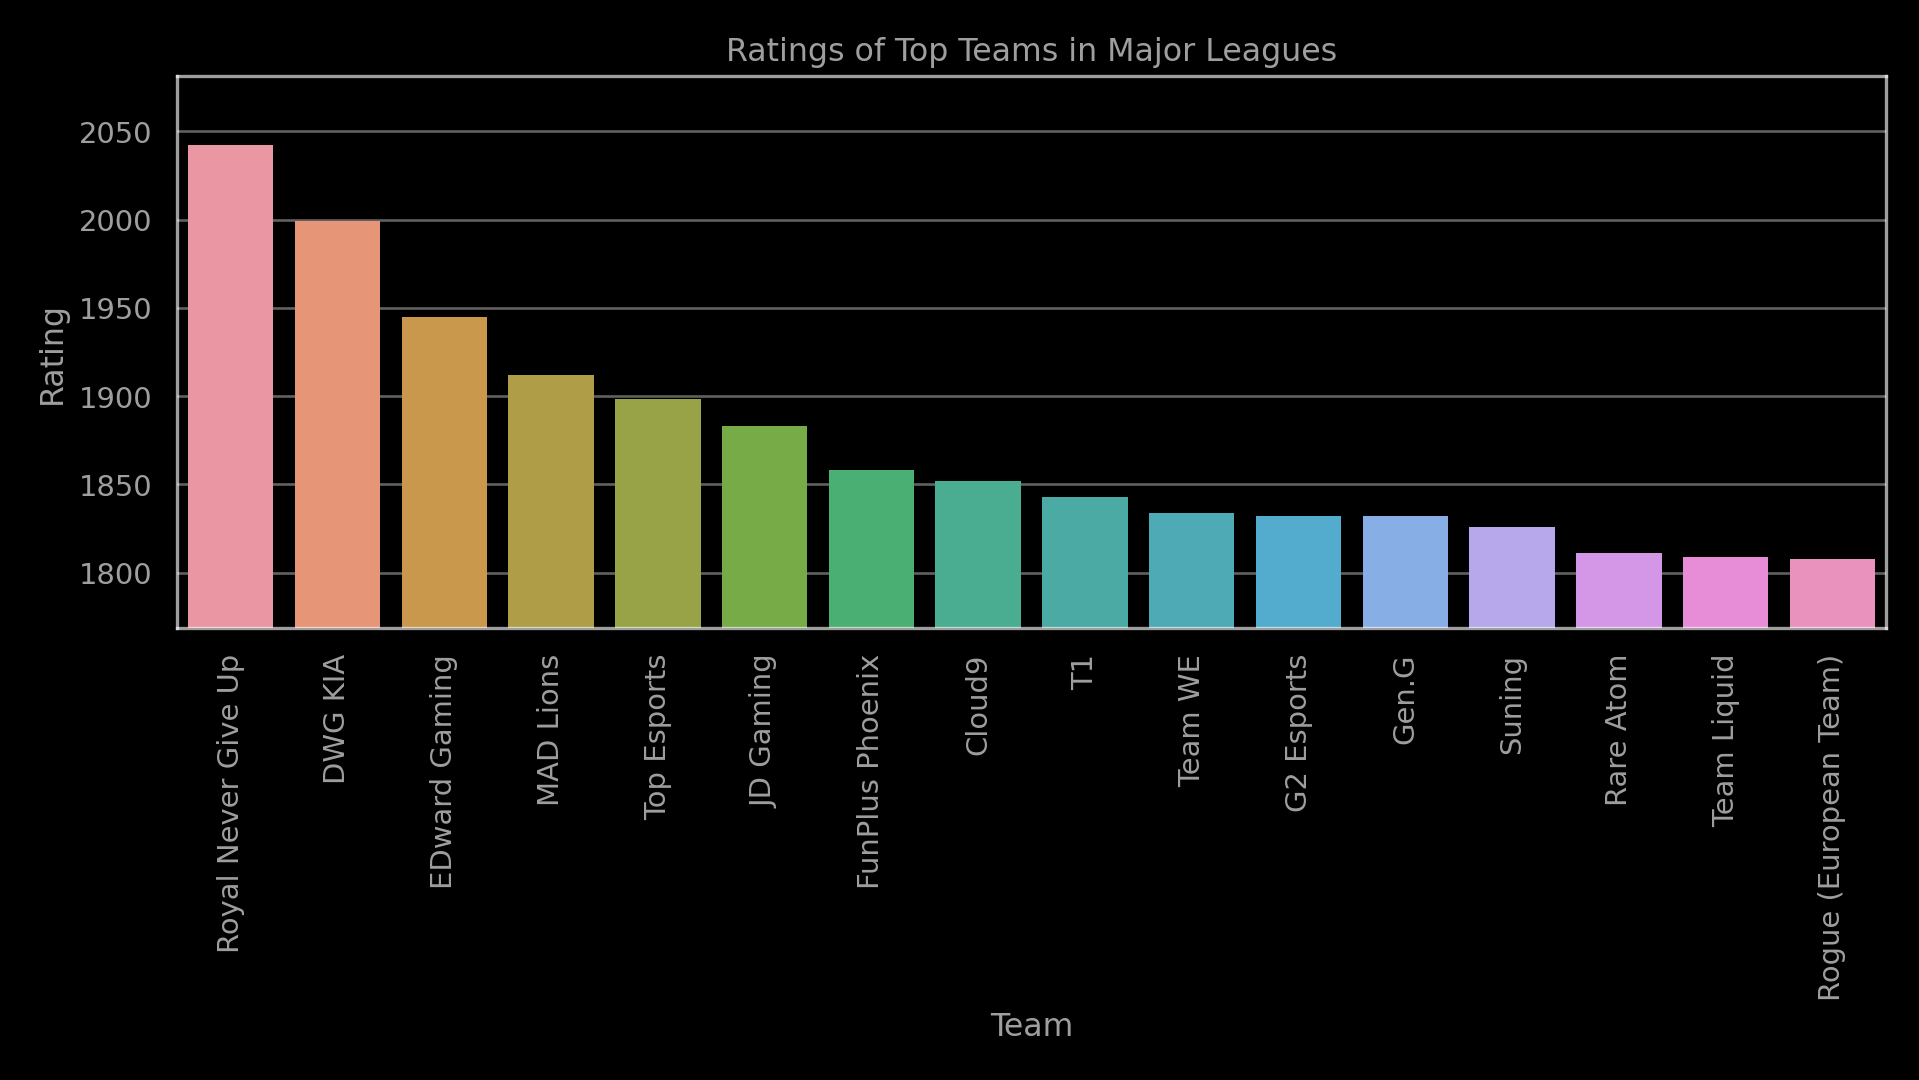 Ratings of Top Teams in Major Leagues
Rating
2050
2000
1950
1900
1850
1800
Royal Never Give Up
DWG KIA
EDward Gaming
MAD Lions
Top Esports
JD Gaming
FunPlus Phoenix
Cloud9
T1
Team WE
G2 Esports
Gen.G
Suning
Rare Atom
Team Liquid
Rogue (European Team)
Team